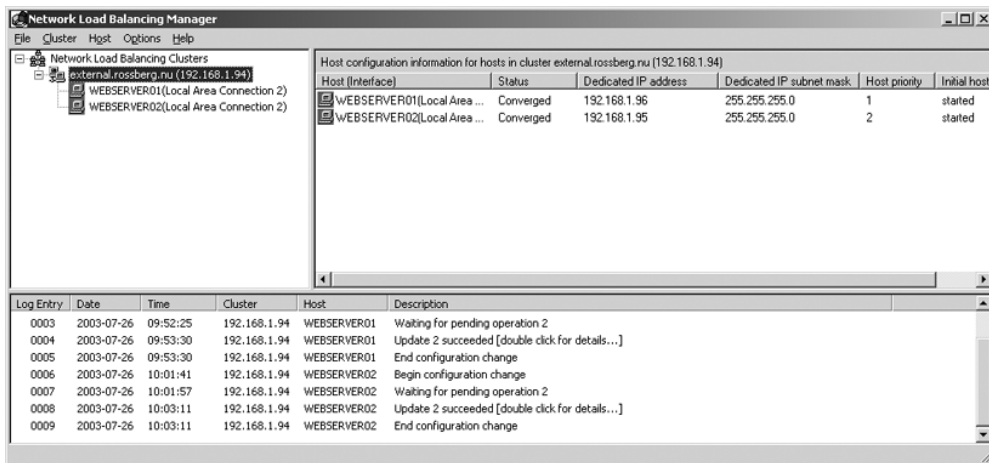 Network Load Balancing Manager
File Cluster Host Options Help
Network Load Balancing Clusters
external.rossberg.nu (192.168.1.94)
WEBSERVER01(Local Area Connection 2)
WEBSERVER02(Local Area Connection 2)
Host configuration information for hosts in cluster external.rossberg.nu (192.168.1.94)
Host (Interface) Status Dedicated IP address Dedicated IP subnet mask Host priority Initial host
WEBSERVER01(Local Area ... Converged 192.168.1.96 255.255.255.0 1 started
WEBSERVER02(Local Area ... Converged 192.168.1.95 255.255.255.0 2 started
Log Entry Date Time Cluster Host Description
0003 2003-07-26 09:52:25 192.168.1.94 WEBSERVER01 Waiting for pending operation 2
0004 2003-07-26 09:53:30 192.168.1.94 WEBSERVER01 Update 2 succeeded [double click for details...]
0005 2003-07-26 09:53:30 192.168.1.94 WEBSERVER01 End configuration change
0006 2003-07-26 10:01:41 192.168.1.94 WEBSERVER02 Begin configuration change
0007 2003-07-26 10:01:57 192.168.1.94 WEBSERVER02 Waiting for pending operation 2
0008 2003-07-26 10:03:11 192.168.1.94 WEBSERVER02 Update 2 succeeded [double click for details...]
0009 2003-07-26 10:03:11 192.168.1.94 WEBSERVER02 End configuration change